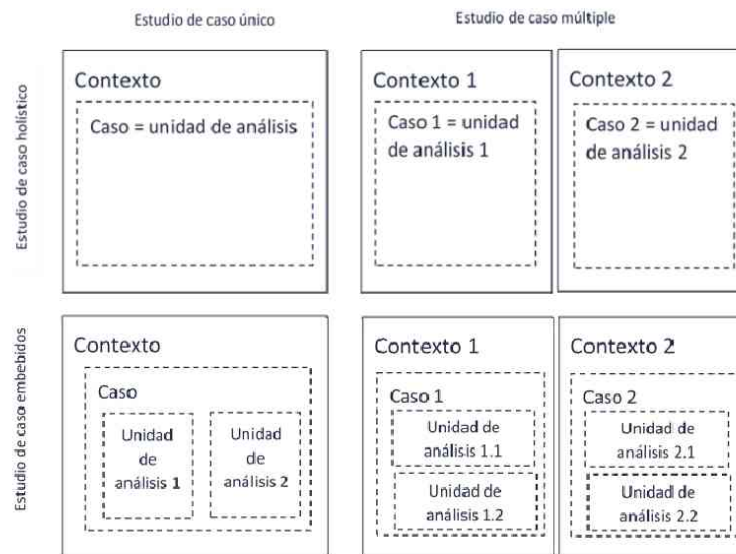 Estudio de caso único
Estudio de caso múltiple
Estudio de caso holístico
Contexto
Caso = unidad de análisis
Contexto 1
Caso 1 = unidad
de análisis 1
Contexto 2
Caso 2 = unidad
de análisis 2
Estudio de caso embebidos
Contexto
Caso
Unidad
de
análisis 1
Unidad
de
análisis 2
Contexto 1
Caso 1
Unidad de
análisis 1.1
Unidad de
análisis 1.2
Contexto 2
Caso 2
Unidad de
análisis 2.1
Unidad de
análisis 2.2